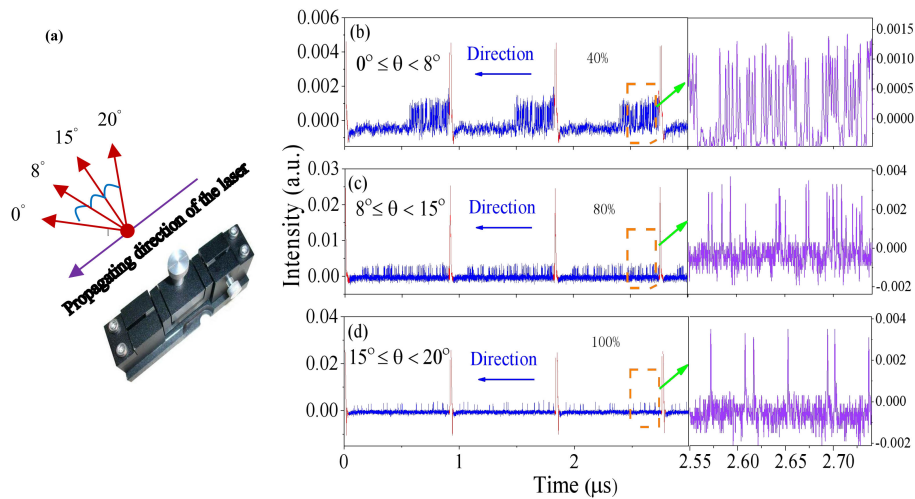 (a)
0°
8°
15°
20°
Propagating direction of the laser
Intensity (a.u.)
(b)
0° ≤ θ < 8°
Direction
40%
0.006
0.004
0.002
0.000
0.0015
0.0010
0.0005
0.0000
(c)
8° ≤ θ < 15°
Direction
80%
0.03
0.02
0.01
0.00
0.004
0.002
0.000
-0.002
(d)
15° ≤ θ < 20°
Direction
100%
0.04
0.02
0.00
0.004
0.002
0.000
-0.002
0
1
2
2.55
2.60
2.65
2.70
Time (μs)